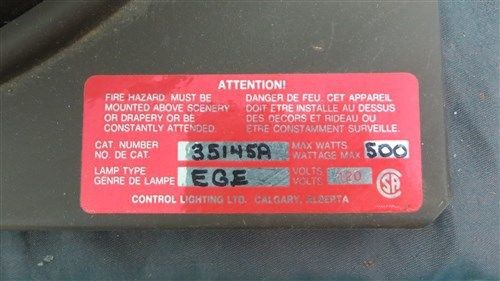 ATTENTION!
FIRE HAZARD. MUST BE
MOUNTED ABOVE SCENERY
OR DRAPERY OR BE
CONSTANTLY ATTENDED.
DANGER DE FEU. CET APPAREIL
DOIT ETRE INSTALLE AU DESSUS
DES DECORS ET RIDEAU OU
ETRE CONSTAMMENT SURVEILLE.
CAT. NUMBER
NO. DE CAT. 35145A
MAX WATTS
WATTAGE MAX 500
LAMP TYPE
GENRE DE LAMPE EGE
VOLTS
VOLTS 120
CSA
CONTROL LIGHTING LTD. CALGARY, ALBERTA